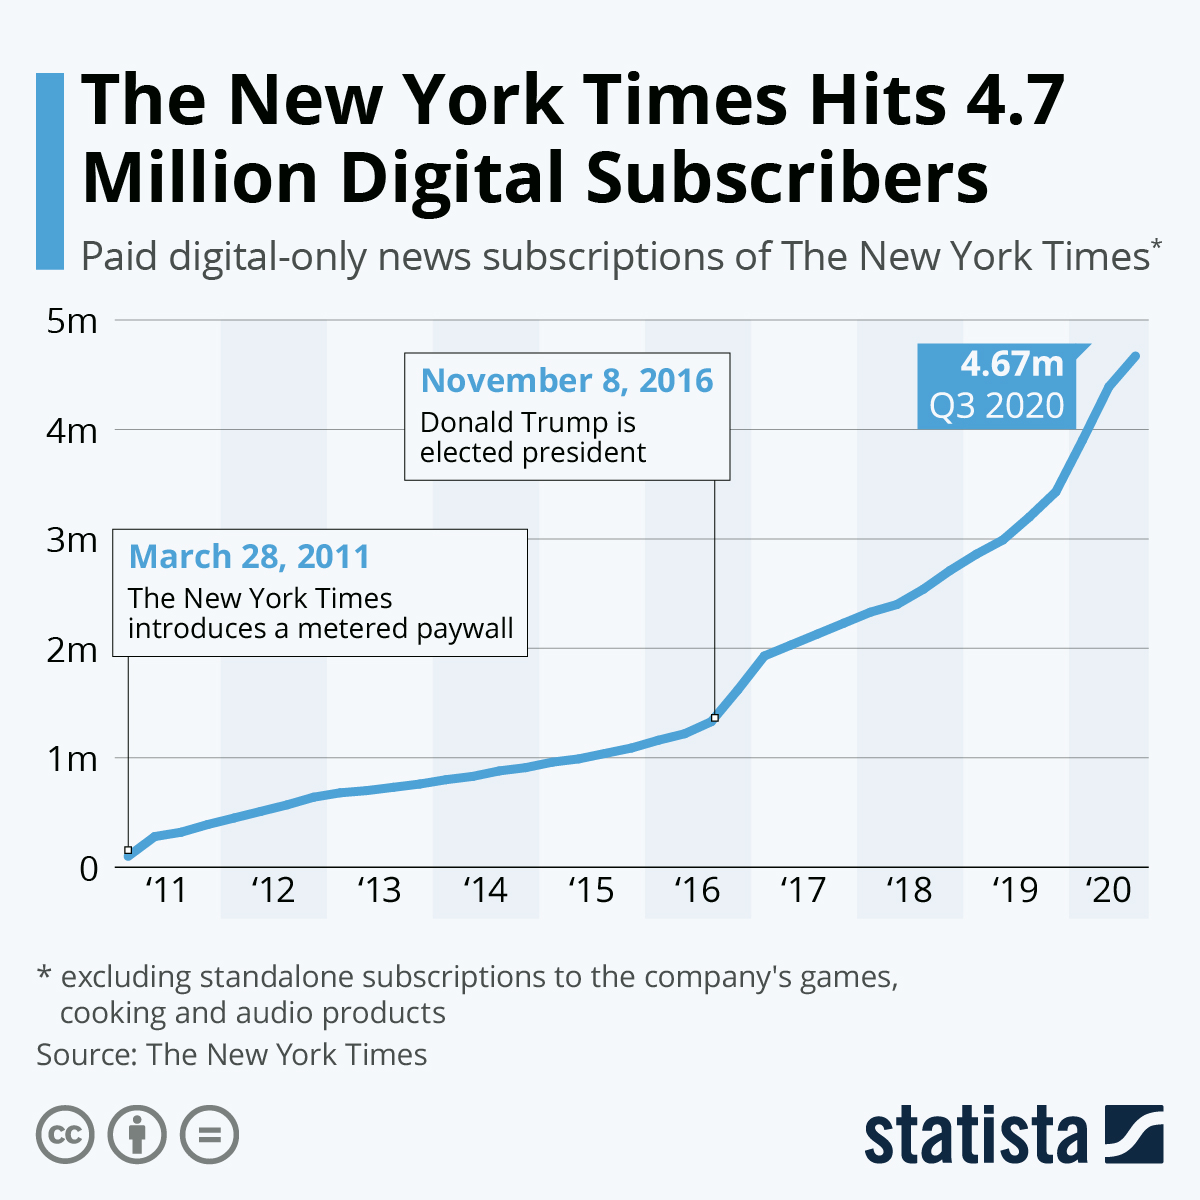 The New York Times Hits 4.7
Million Digital Subscribers
Paid digital-only news subscriptions of The New York Times*
5m
4m
3m
2m
1m
0
November 8, 2016
Donald Trump is
elected president
4.67m
Q3 2020
March 28, 2011
The New York Times
introduces a metered paywall
‘11 ‘12 ‘13 ‘14 ‘15 ‘16 ‘17 ‘18 ‘19 ‘20
* excluding standalone subscriptions to the company's games,
cooking and audio products
Source: The New York Times
cc
statista